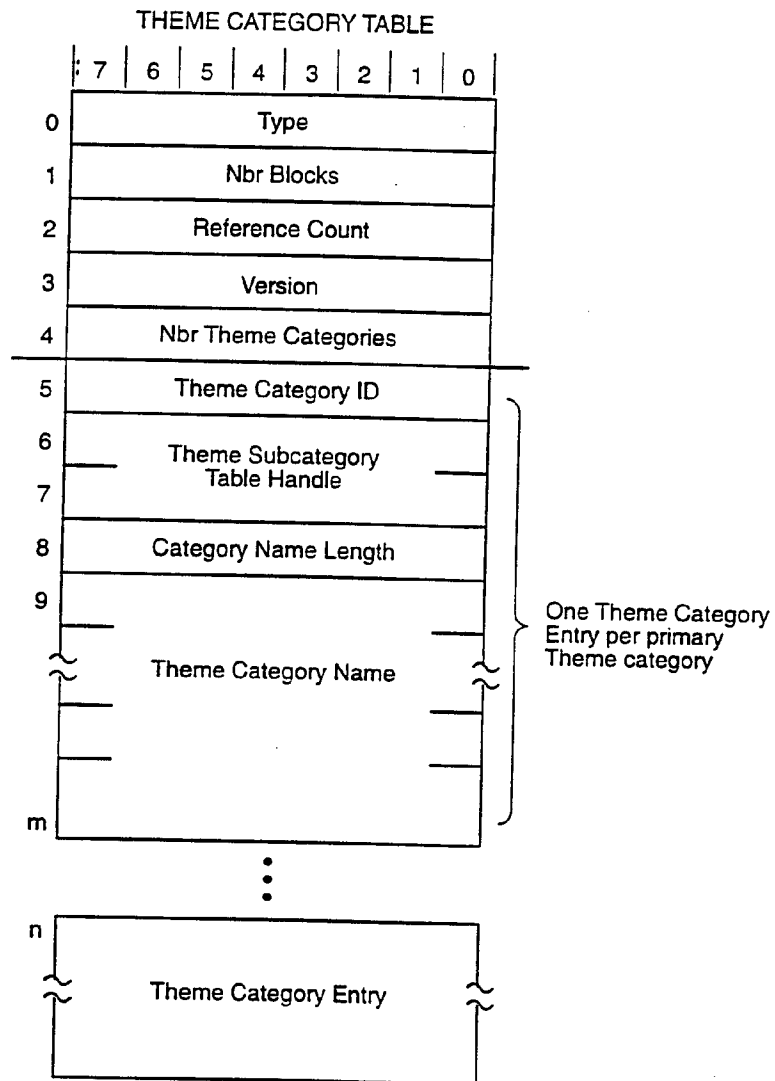 THEME CATEGORY TABLE
7 6 5 4 3 2 1 0
0 Type
1 Nbr Blocks
2 Reference Count
3 Version
4 Nbr Theme Categories
5 Theme Category ID
6 Theme Subcategory
7 Table Handle
8 Category Name Length
9
One Theme Category
Entry per primary
Theme category
Theme Category Name
m
n
Theme Category Entry